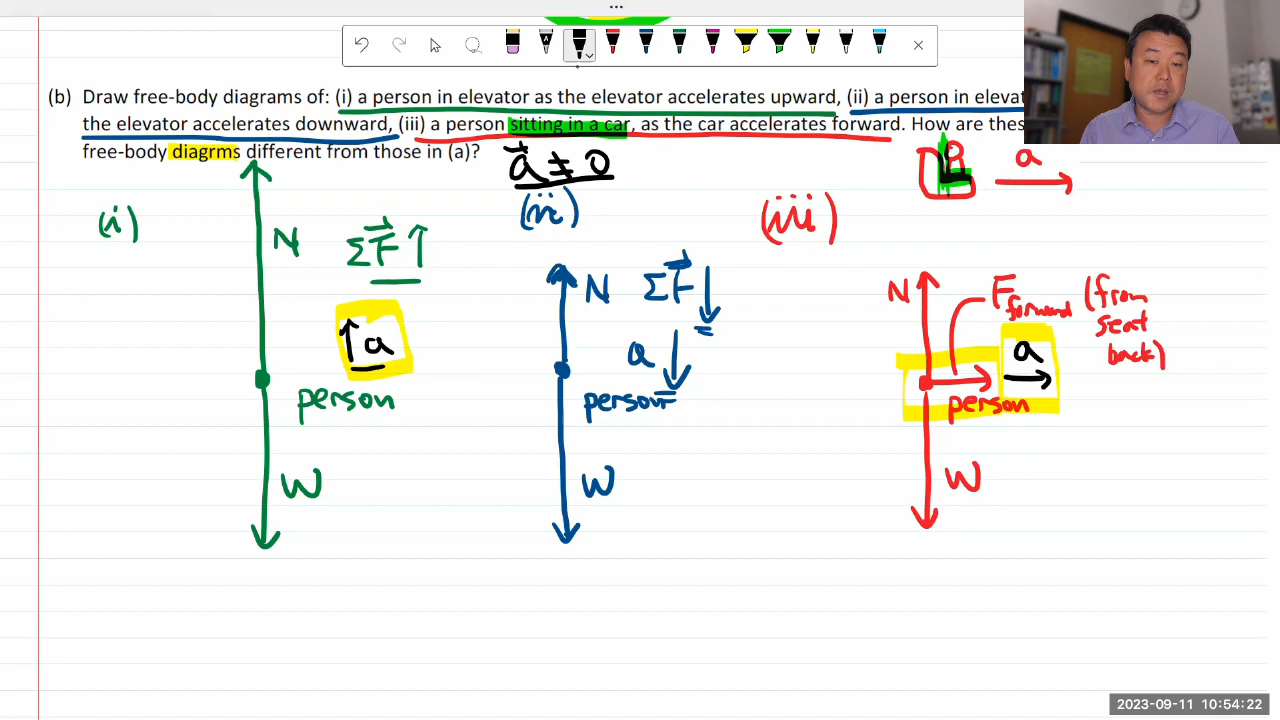 (b) Draw free-body diagrams of: (i) a person in elevator as the elevator accelerates upward, (ii) a person in eleva
the elevator accelerates downward, (iii) a person sitting in a car, as the car accelerates forward. How are thes
free-body diagrms different from those in (a)?
a ≠ 0
a
(i)
(ii)
(iii)
N
ΣF
a
person
W
N
ΣF
a
person
W
N
F forward (from
seat
back)
a
person
W
2023-09-11 10:54:22